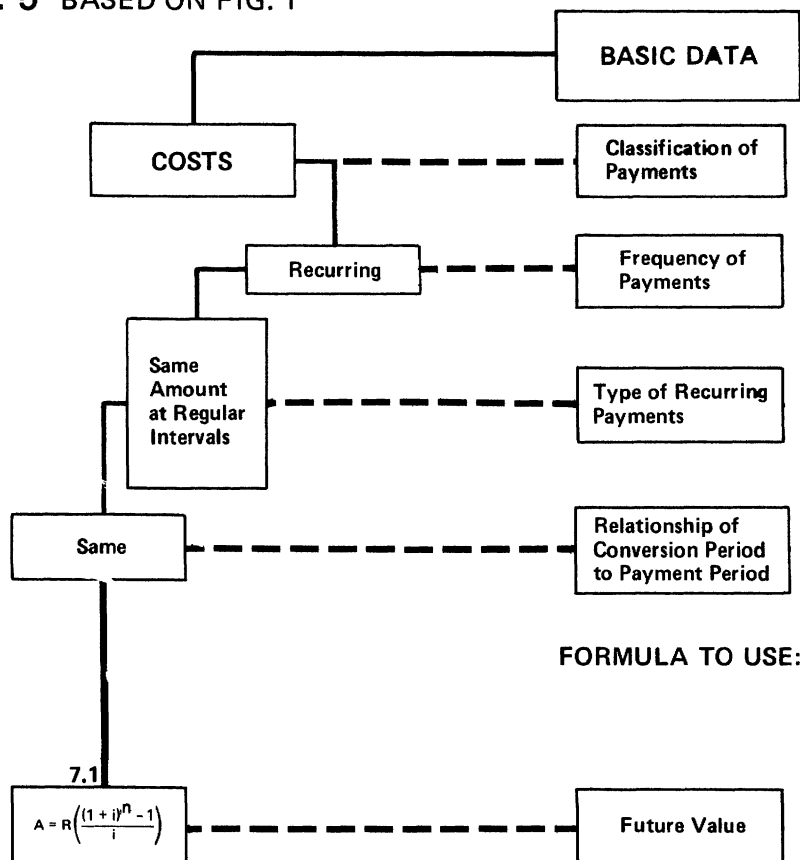 . 5 BASED ON FIG. 1
BASIC DATA
COSTS
Classification of
Payments
Recurring
Frequency of
Payments
Same
Amount
at Regular
Intervals
Type of Recurring
Payments
Same
Relationship of
Conversion Period
to Payment Period
FORMULA TO USE:
7.1
A = R((1 + i)^n - 1 / i)
Future Value